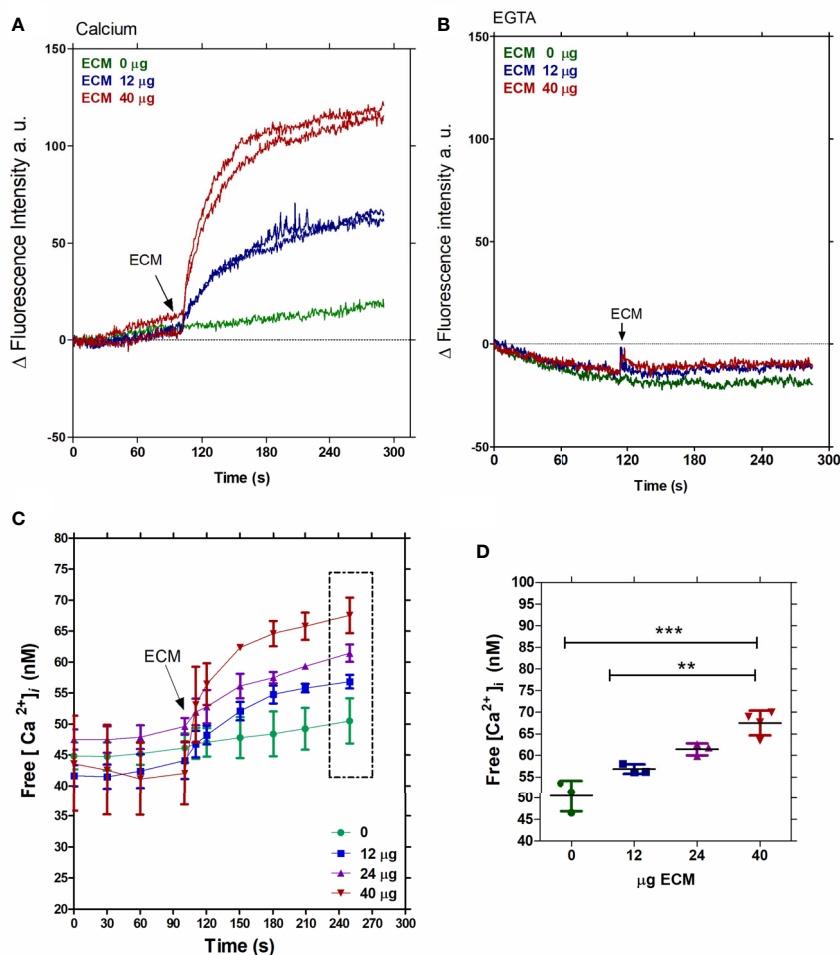 A
Calcium
ECM 0 µg
ECM 12 µg
ECM 40 µg
150
100
50
0
-50
ECM
0
60
120
180
240
300
Δ Fluorescence Intensity a. u.
Time (s)
B
EGTA
ECM 0 µg
ECM 12 µg
ECM 40 µg
150
100
50
0
-50
ECM
0
60
120
180
240
300
Δ Fluorescence intensity a. u.
Time (s)
C
80
75
70
65
60
55
50
45
40
35
30
25
20
ECM
0
12 µg
24 µg
40 µg
0
30
60
90
120
150
180
210
240
270
300
Free [ Ca 2+]i (nM)
Time (s)
D
100
95
90
85
80
75
70
65
60
55
50
45
40
***
**
0
12
24
40
Free [Ca2+]i (nM)
µg ECM